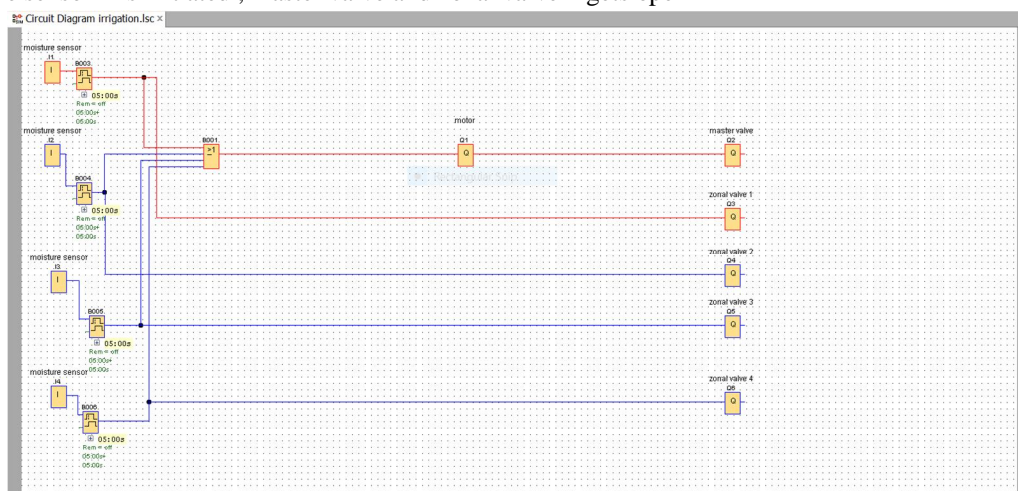 Circuit Diagram irrigation.lsc ×
moisture sensor
I1
I
B003
05:00s
Rem = off
05:00s+
05:00s
moisture sensor
I2
I
B004
05:00s
Rem = off
05:00s+
05:00s
B001
>1
motor
Q1
Q
master valve
Q2
Q
zonal valve 1
Q3
Q
zonal valve 2
Q4
Q
moisture sensor
I3
I
B005
05:00s
Rem = off
05:00s+
05:00s
zonal valve 3
Q5
Q
moisture sensor
I4
I
B006
05:00s
Rem = off
05:00s+
05:00s
zonal valve 4
Q6
Q